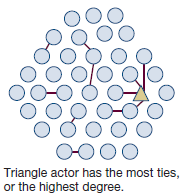 Triangle actor has the most ties,
or the highest degree.